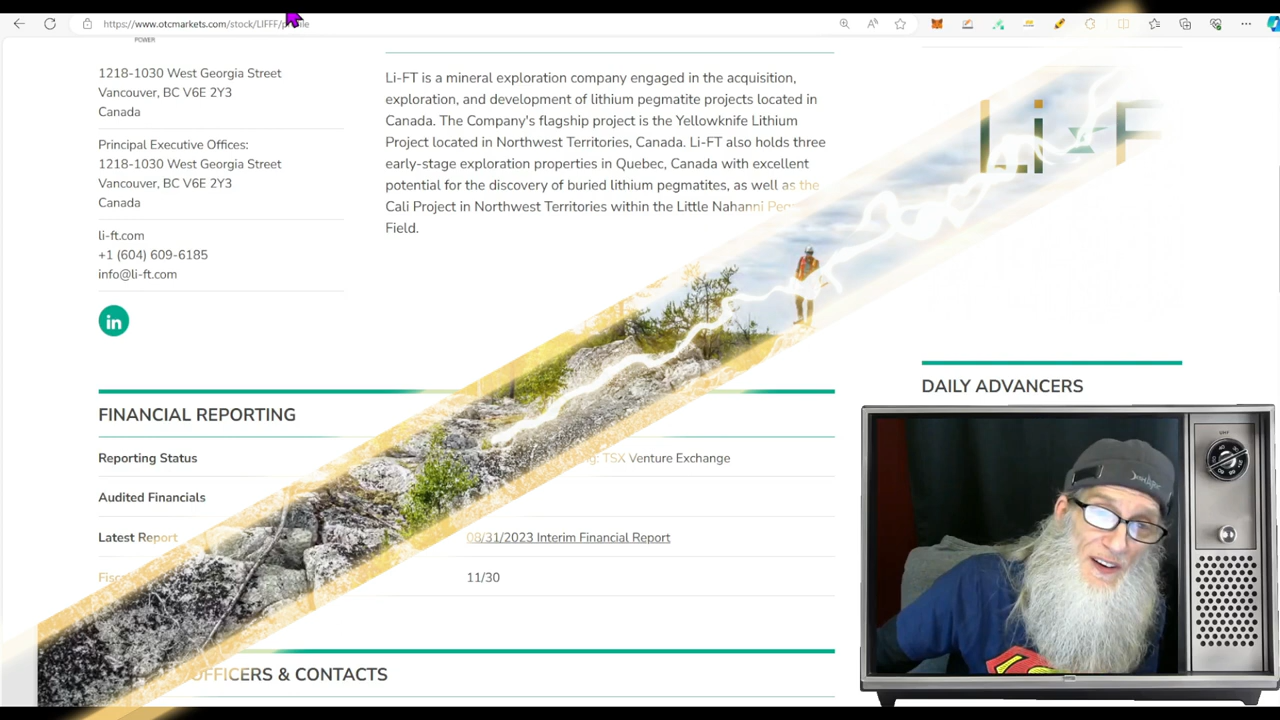 https://www.otcmarkets.com/stock/LIFFF/profile
POWER
1218-1030 West Georgia Street
Vancouver, BC V6E 2Y3
Canada
Principal Executive Offices:
1218-1030 West Georgia Street
Vancouver, BC V6E 2Y3
Canada
li-ft.com
+1 (604) 609-6185
info@li-ft.com
in
Li-FT is a mineral exploration company engaged in the acquisition,
exploration, and development of lithium pegmatite projects located in
Canada. The Company's flagship project is the Yellowknife Lithium
Project located in Northwest Territories, Canada. Li-FT also holds three
early-stage exploration properties in Quebec, Canada with excellent
potential for the discovery of buried lithium pegmatites, as well as the
Cali Project in Northwest Territories within the Little Nahanni
Field.
Li-F
FINANCIAL REPORTING
Reporting Status
TSX Venture Exchange
Audited Financials
Latest Report
08/31/2023 Interim Financial Report
11/30
OFFICERS & CONTACTS
DAILY ADVANCERS